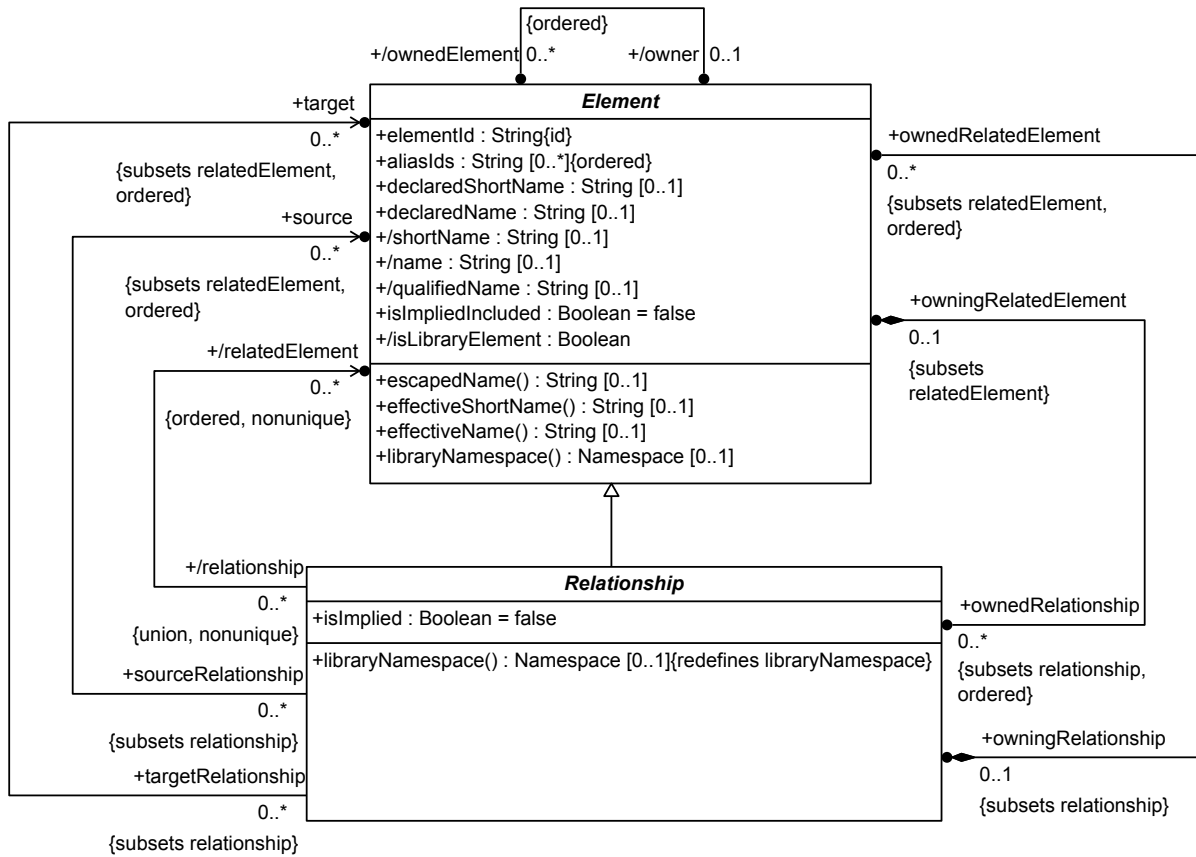 {ordered}
+/ownedElement 0..*
+/owner 0..1
Element
+elementId : String{id}
+aliasIds : String [0..*]{ordered}
+declaredShortName : String [0..1]
+declaredName : String [0..1]
+/shortName : String [0..1]
+/name : String [0..1]
+/qualifiedName : String [0..1]
+isImpliedIncluded : Boolean = false
+/isLibraryElement : Boolean
+escapedName() : String [0..1]
+effectiveShortName() : String [0..1]
+effectiveName() : String [0..1]
+libraryNamespace() : Namespace [0..1]
+target
0..*
{subsets relatedElement,
ordered}
+source
0..*
{subsets relatedElement,
ordered}
+/relatedElement
0..*
{ordered, nonunique}
+ownedRelatedElement
0..*
{subsets relatedElement,
ordered}
+owningRelatedElement
0..1
{subsets
relatedElement}
+/relationship
0..*
{union, nonunique}
+sourceRelationship
0..*
{subsets relationship}
+targetRelationship
0..*
{subsets relationship}
Relationship
+isImplied : Boolean = false
+libraryNamespace() : Namespace [0..1]{redefines libraryNamespace}
+ownedRelationship
0..*
{subsets relationship,
ordered}
+owningRelationship
0..1
{subsets relationship}